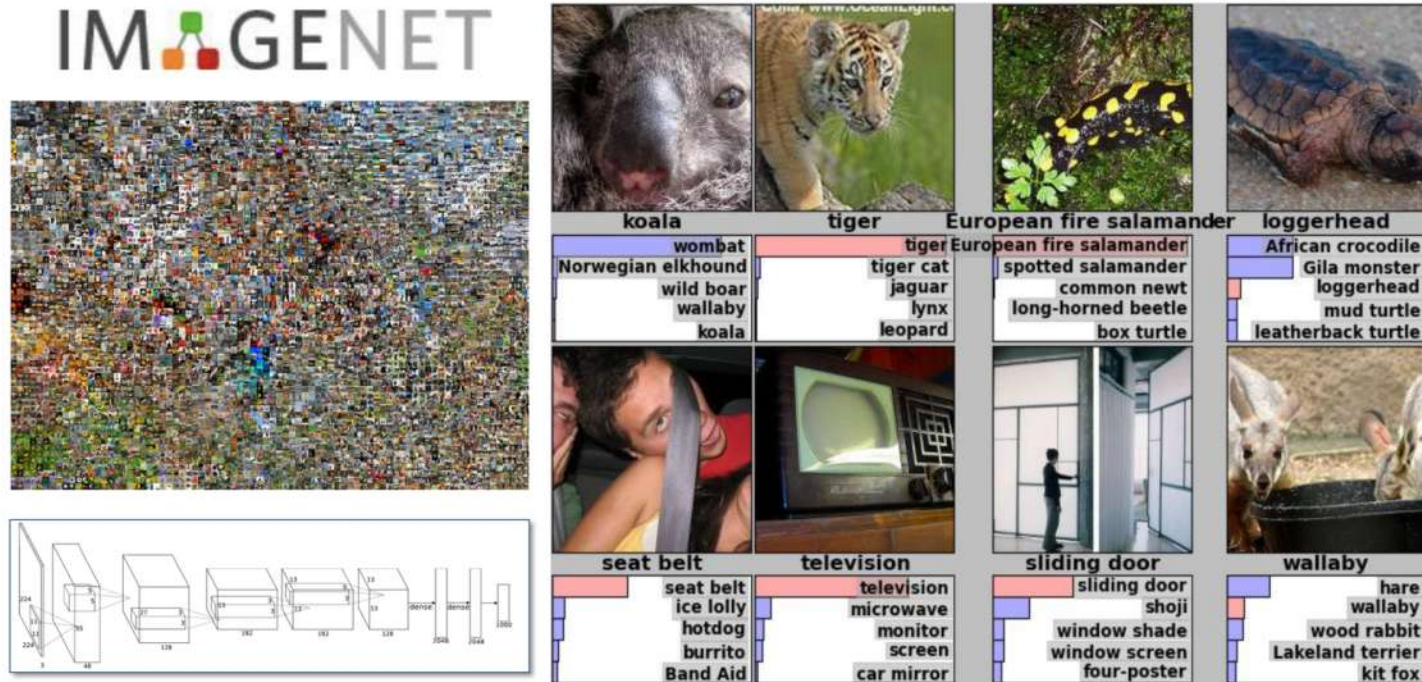 IMAGENET
koala
wombat
Norwegian elkhound
wild boar
wallaby
koala
tiger
tiger
tiger cat
jaguar
lynx
leopard
European fire salamander
European fire salamander
spotted salamander
common newt
long-horned beetle
box turtle
loggerhead
African crocodile
Gila monster
loggerhead
mud turtle
leatherback turtle
seat belt
seat belt
ice lolly
hotdog
burrito
Band Aid
television
television
microwave
monitor
screen
car mirror
sliding door
sliding door
shoji
window shade
window screen
four-poster
wallaby
hare
wallaby
wood rabbit
Lakeland terrier
kit fox
224
224
3
48
128
192
192
128
dense
dense